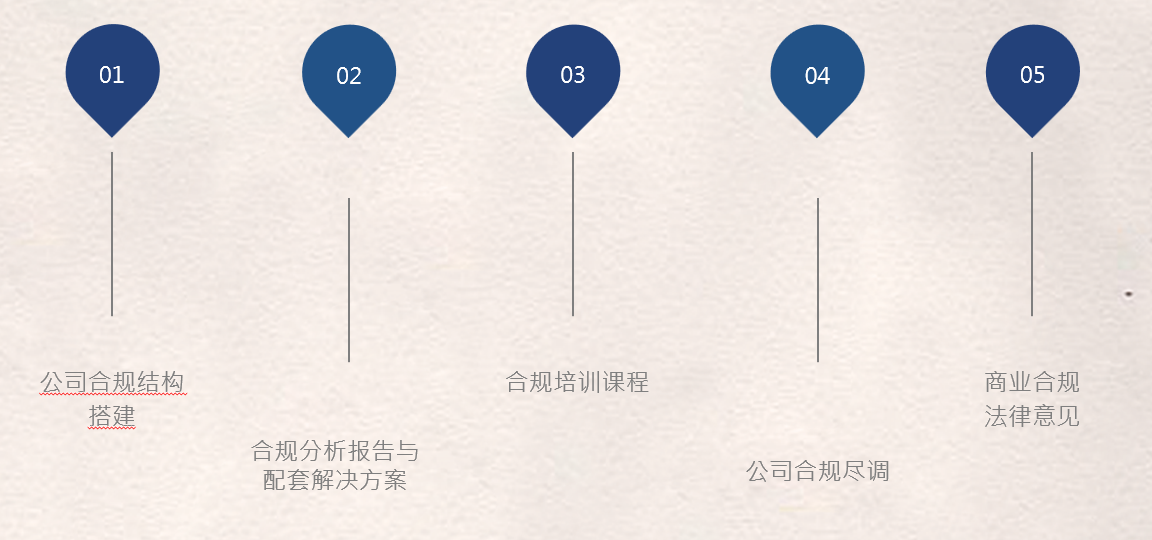 01
02
03
04
05
公司合规结构
搭建
合规分析报告与
配套解决方案
合规培训课程
公司合规尽调
商业合规
法律意见